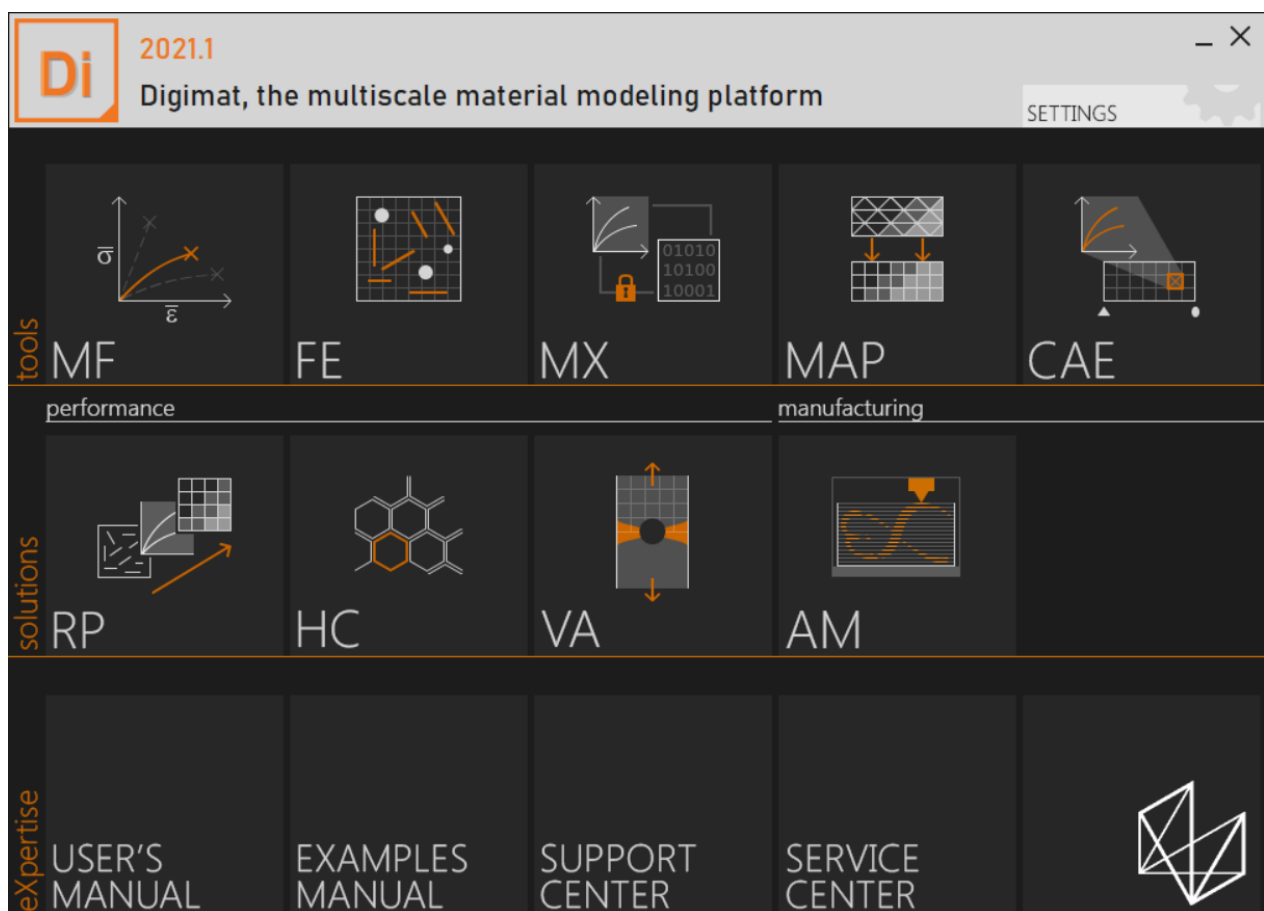 Di
2021.1
Digimat, the multiscale material modeling platform
SETTINGS
tools
σ
ε
MF
FE
01010
10100
10001
MX
MAP
CAE
performance
manufacturing
solutions
RP
HC
VA
AM
eXpertise
USER'S
MANUAL
EXAMPLES
MANUAL
SUPPORT
CENTER
SERVICE
CENTER